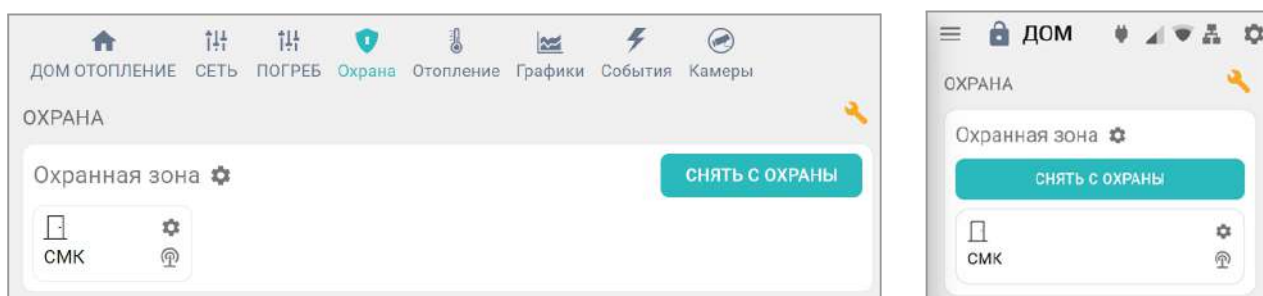 ДОМ ОТОПЛЕНИЕ СЕТЬ ПОГРЕБ Охрана Отопление Графики События Камеры
ОХРАНА
Охранная зона
СНЯТЬ С ОХРАНЫ
СМК
ДОМ
ОХРАНА
Охранная зона
СНЯТЬ С ОХРАНЫ
СМК